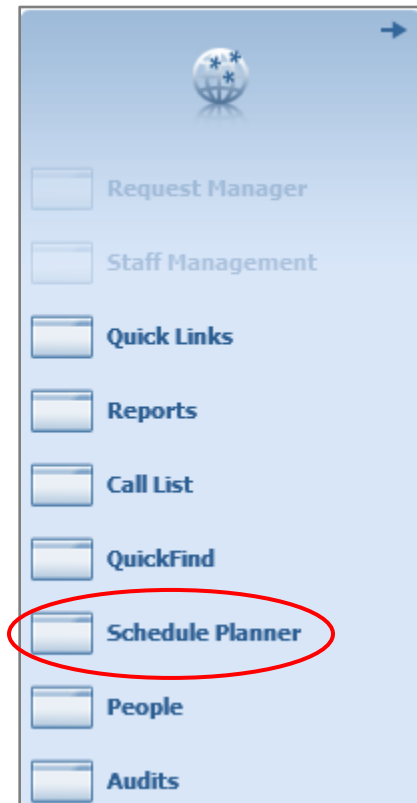 Request Manager
Staff Management
Quick Links
Reports
Call List
QuickFind
Schedule Planner
People
Audits